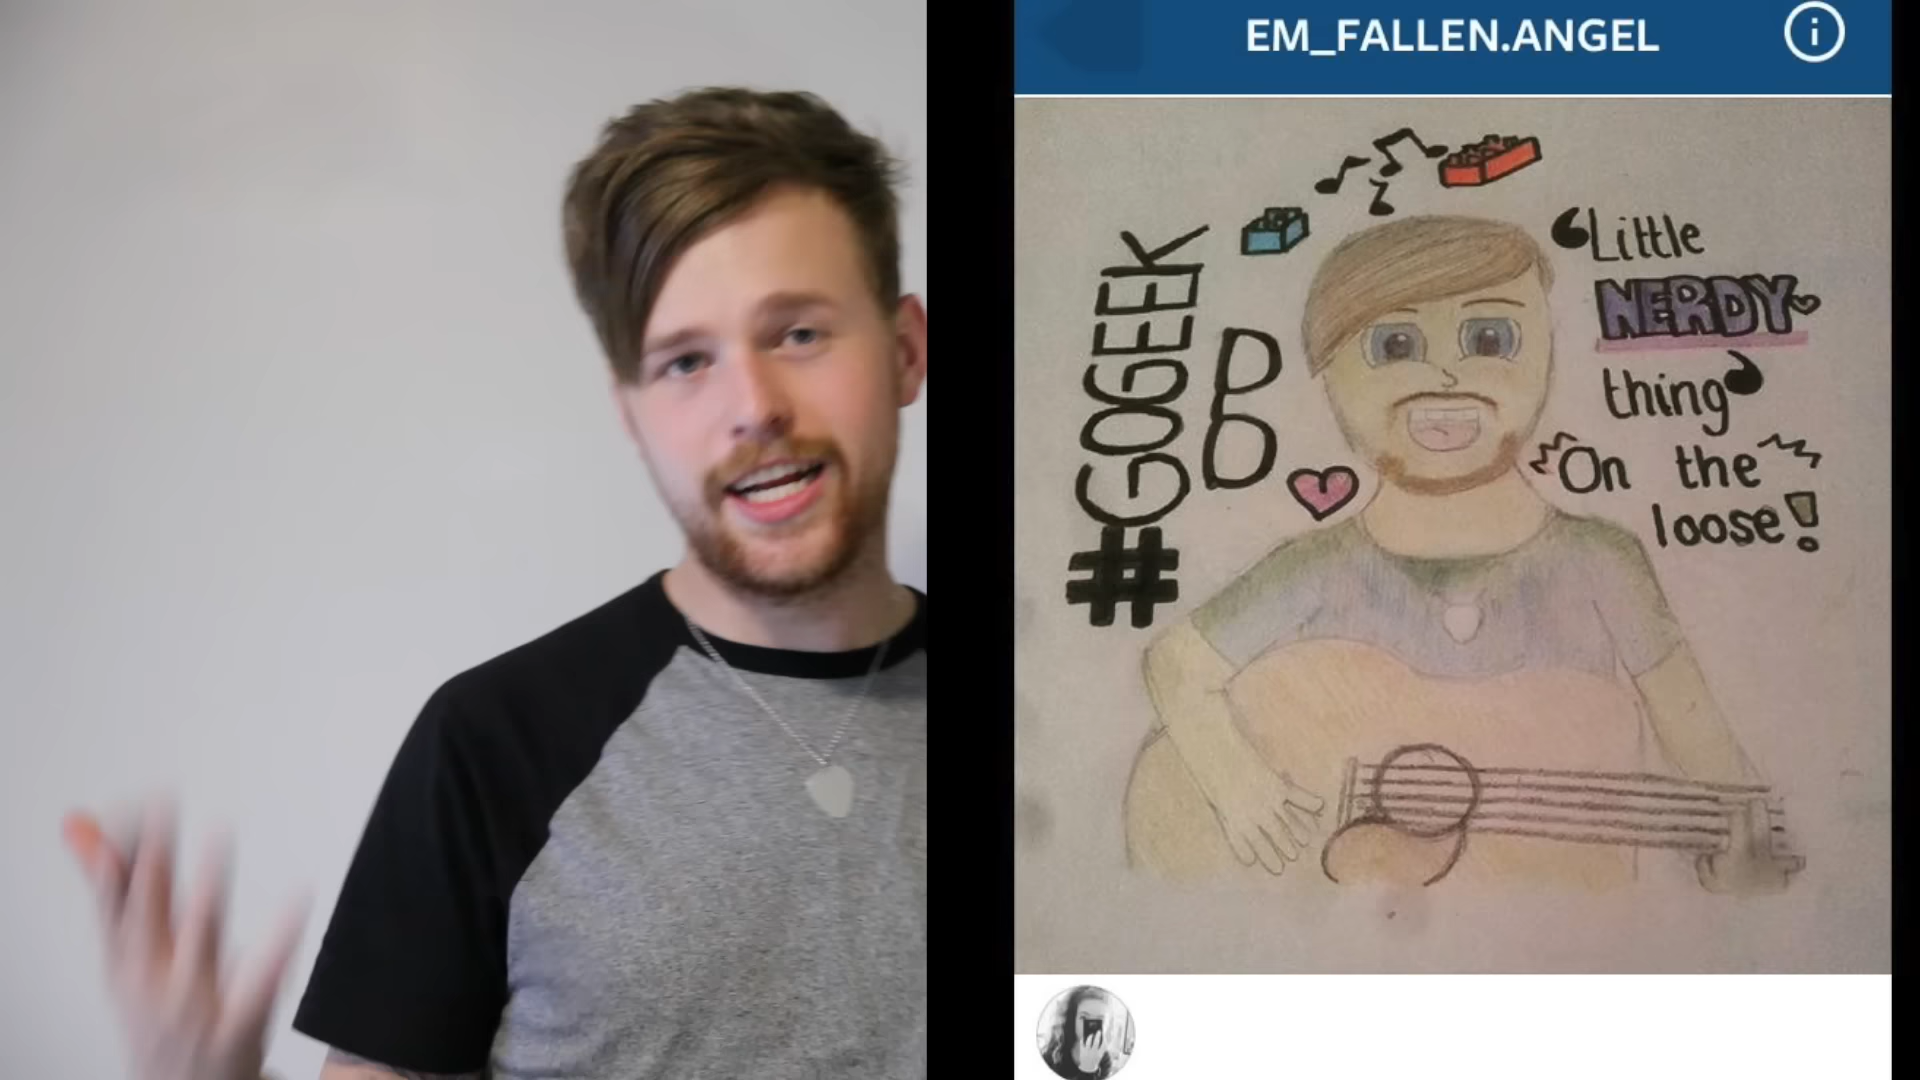 EM_FALLEN.ANGEL
#GOGEEK
‘Little
NERDY
thing’
On the
loose!